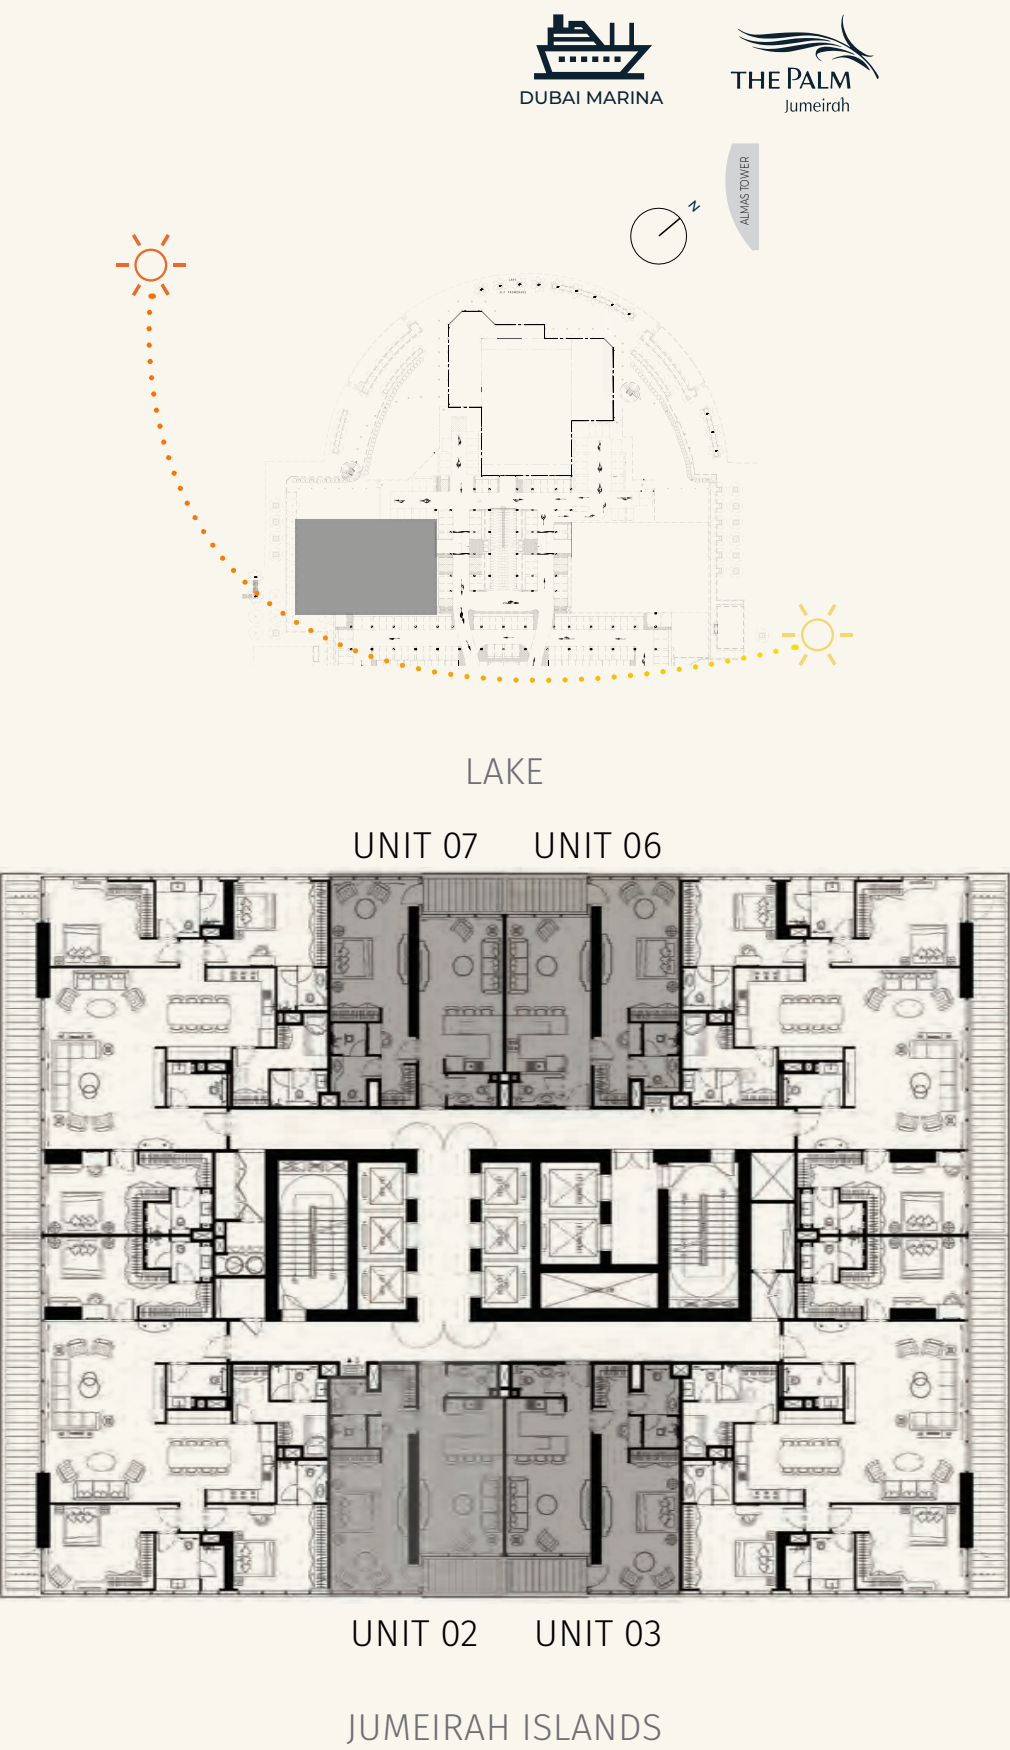 DUBAI MARINA
THE PALM
Jumeirah
ALMAS TOWER
N
LAKE
UNIT 07 UNIT 06
UNIT 02 UNIT 03
JUMEIRAH ISLANDS